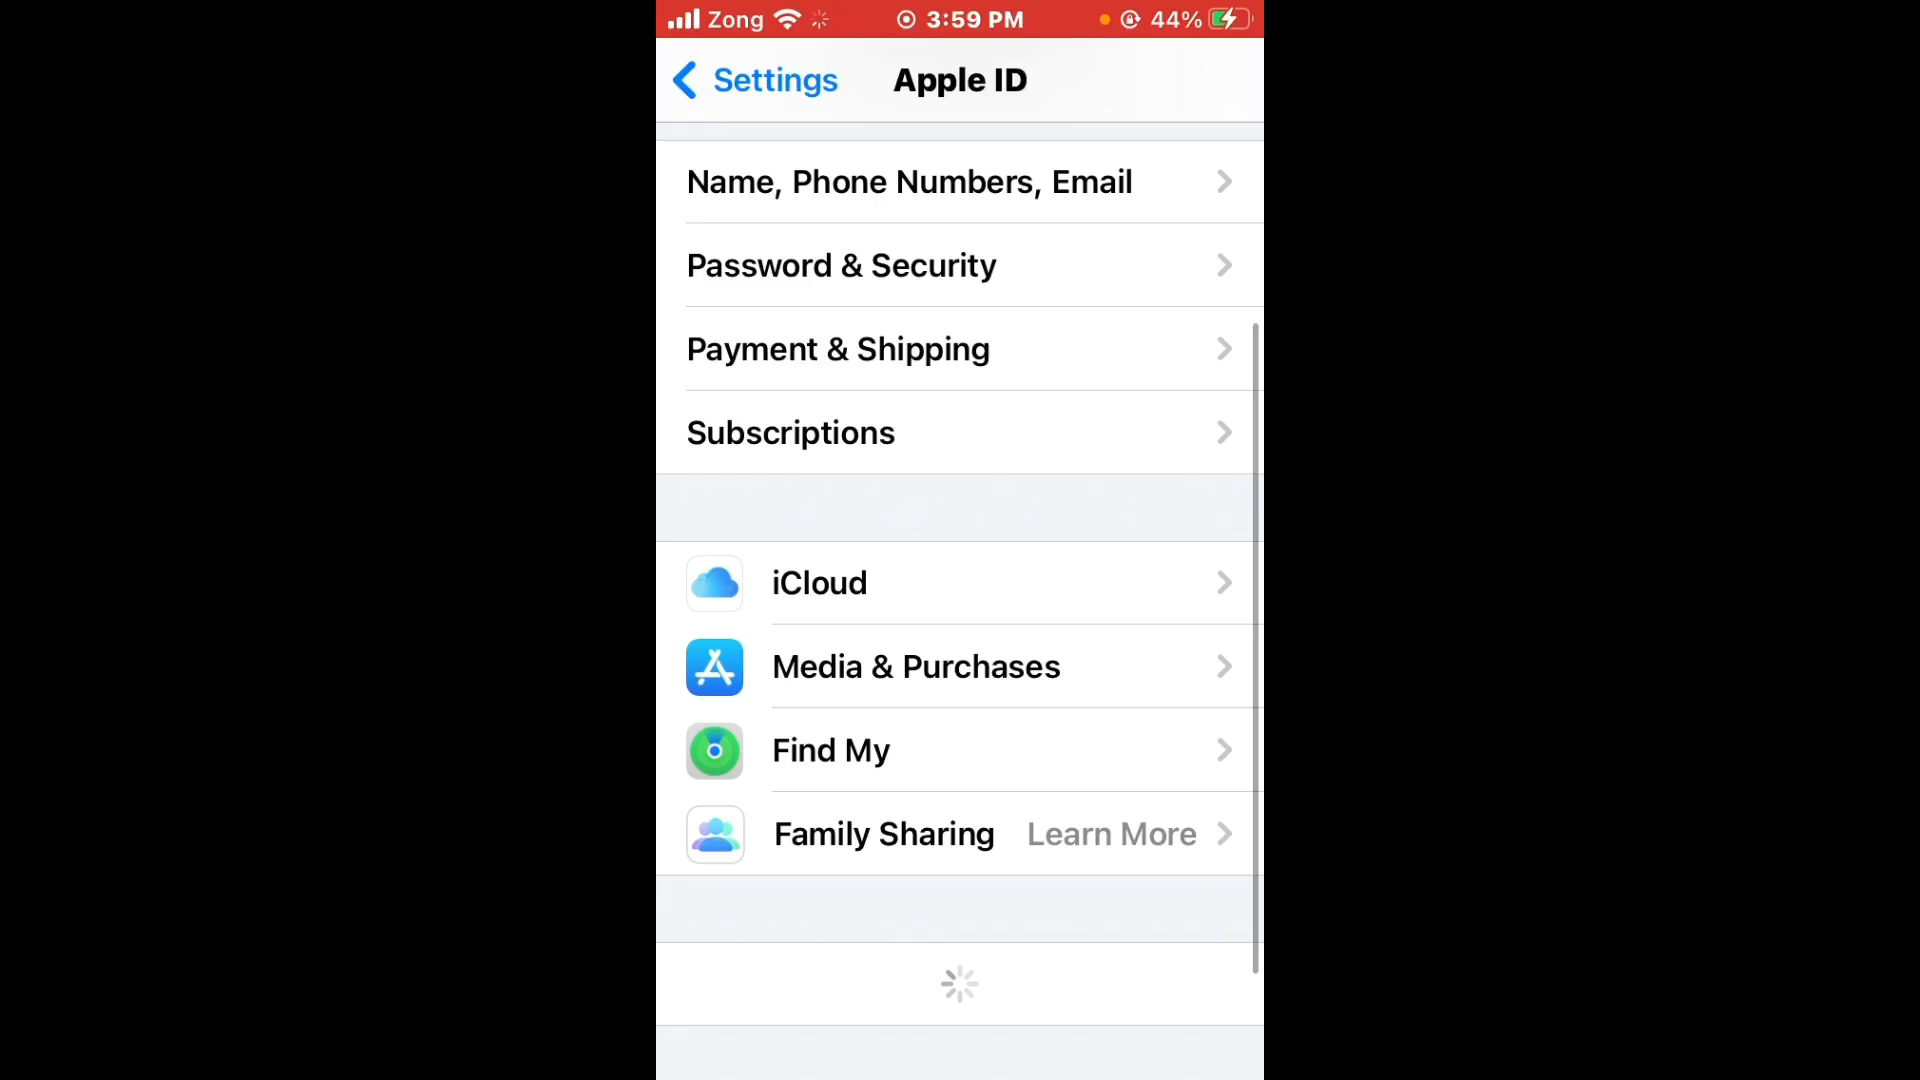 Zong 3:59 PM 44%
Settings Apple ID
Name, Phone Numbers, Email
Password & Security
Payment & Shipping
Subscriptions
iCloud
Media & Purchases
Find My
Family Sharing Learn More